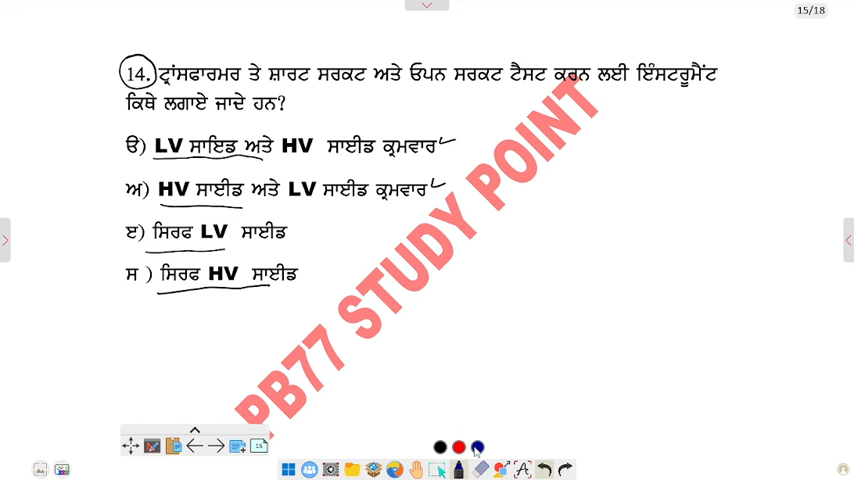 15/18
14. ਟ੍ਰਾਂਸਫਾਰਮਰ ਤੇ ਸ਼ਾਰਟ ਸਰਕਟ ਅਤੇ ਓਪਨ ਸਰਕਟ ਟੈਸਟ ਕਰਨ ਲਈ ਇੰਸਟਰੂਮੈਂਟ
ਕਿਥੇ ਲਗਾਏ ਜਾਦੇ ਹਨ?
ੳ) LV ਸਾਇਡ ਅਤੇ HV ਸਾਈਡ ਕ੍ਰਮਵਾਰ
ਅ) HV ਸਾਈਡ ਅਤੇ LV ਸਾਈਡ ਕ੍ਰਮਵਾਰ
ੲ) ਸਿਰਫ LV ਸਾਈਡ
ਸ ) ਸਿਰਫ HV ਸਾਈਡ
PB77 STUDY POINT
15